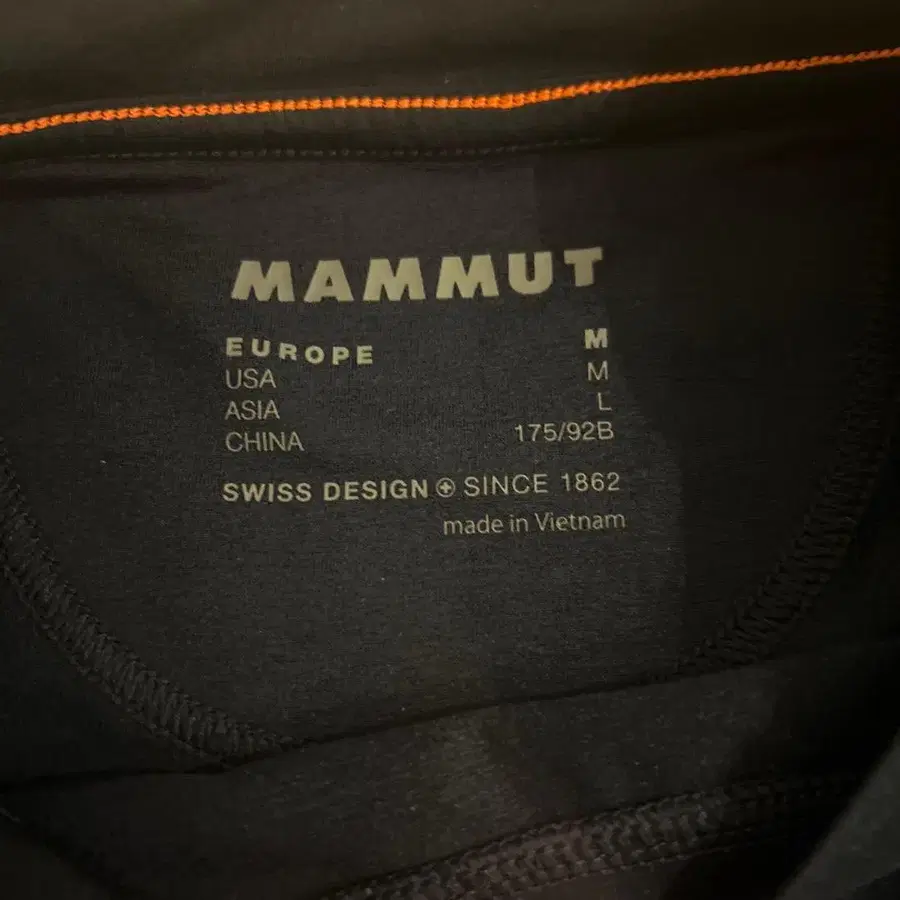 MAMMUT
EUROPE M
USA M
ASIA L
CHINA 175/92B
SWISS DESIGN SINCE 1862
made in Vietnam